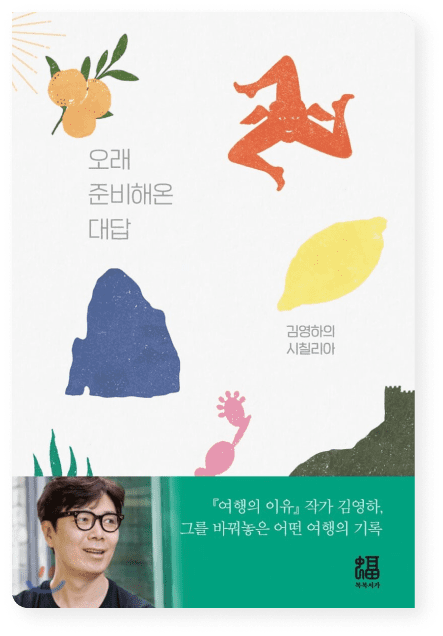 오래
준비해온
대답
김영하의
시칠리아
『여행의 이유』 작가 김영하,
그를 바꿔놓은 어떤 여행의 기록
복복서가